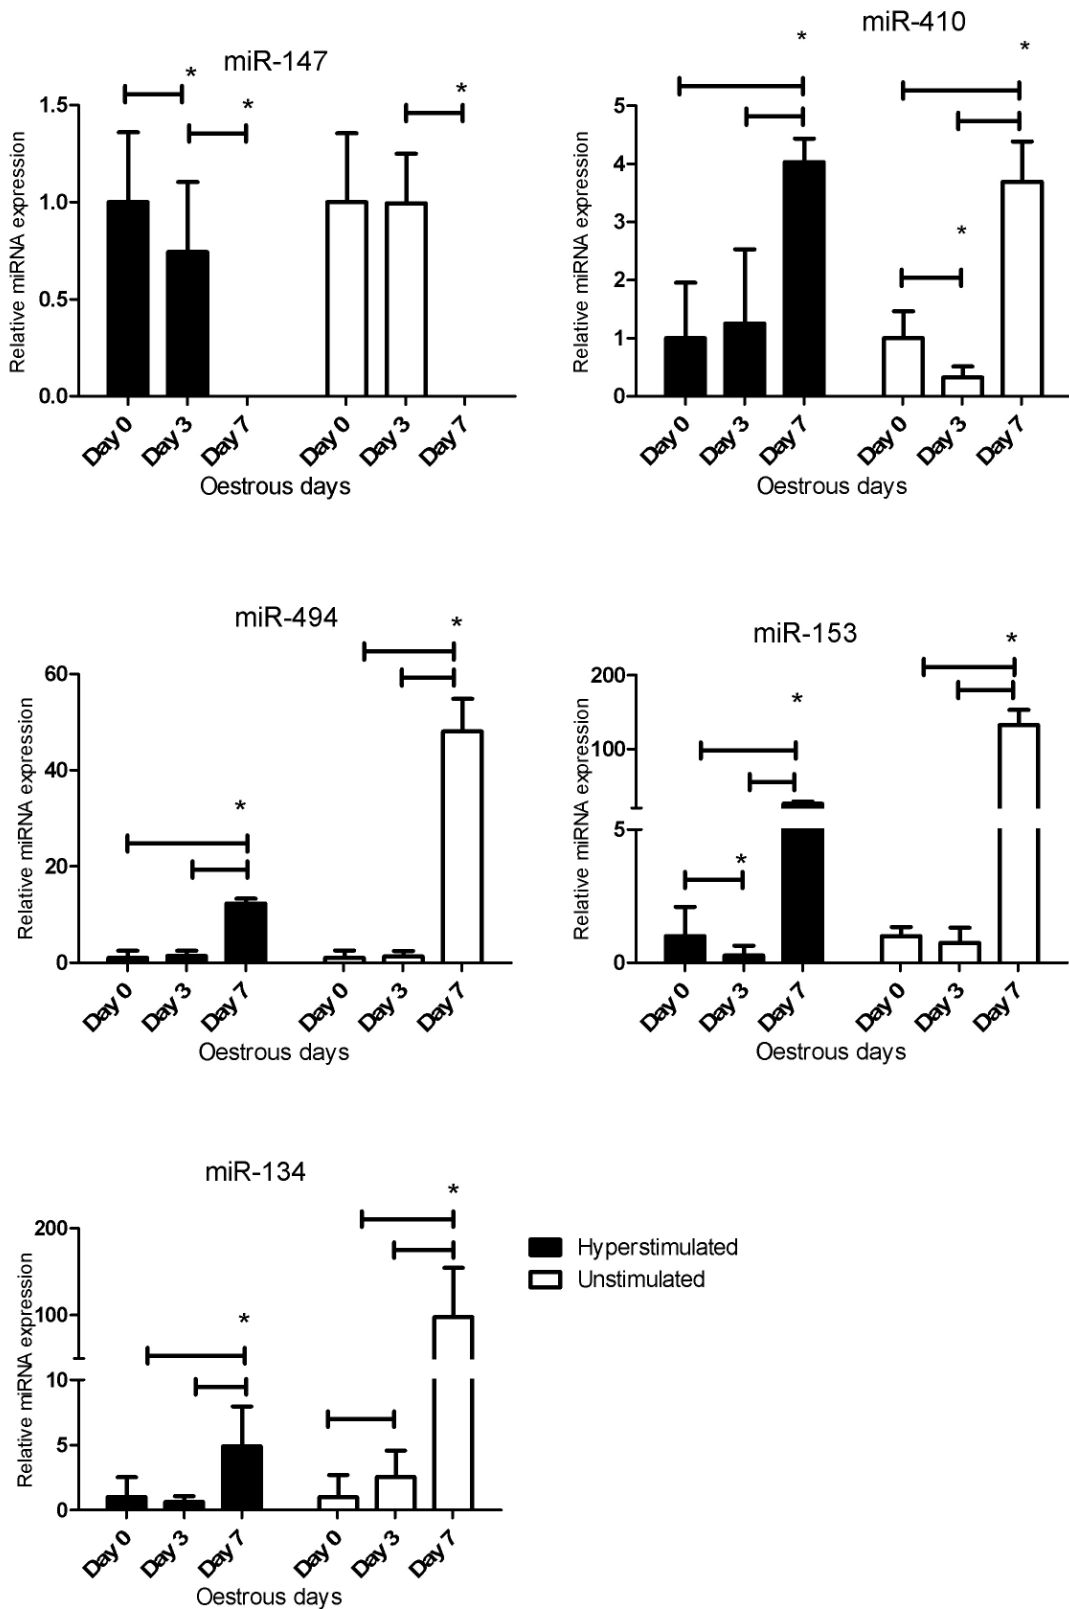 miR-147
* * *
Relative miRNA expression
1.5
1.0
0.5
0.0
Day 0 Day 3 Day 7 Day 0 Day 3 Day 7
Oestrous days
miR-410
* * *
Relative miRNA expression
5
4
3
2
1
0
Day 0 Day 3 Day 7 Day 0 Day 3 Day 7
Oestrous days
miR-494
* *
Relative miRNA expression
60
40
20
0
Day 0 Day 3 Day 7 Day 0 Day 3 Day 7
Oestrous days
miR-153
* * *
Relative miRNA expression
200
100
5
0
Day 0 Day 3 Day 7 Day 0 Day 3 Day 7
Oestrous days
miR-134
* *
Relative miRNA expression
200
100
10
5
0
Day 0 Day 3 Day 7 Day 0 Day 3 Day 7
Oestrous days
Hyperstimulated
Unstimulated